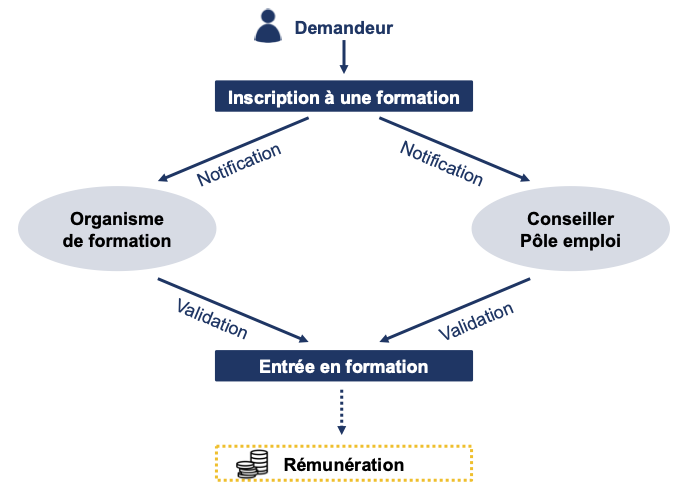 Demandeur
Inscription à une formation
Notification
Notification
Organisme
de formation
Conseiller
Pôle emploi
Validation
Validation
Entrée en formation
Rémunération